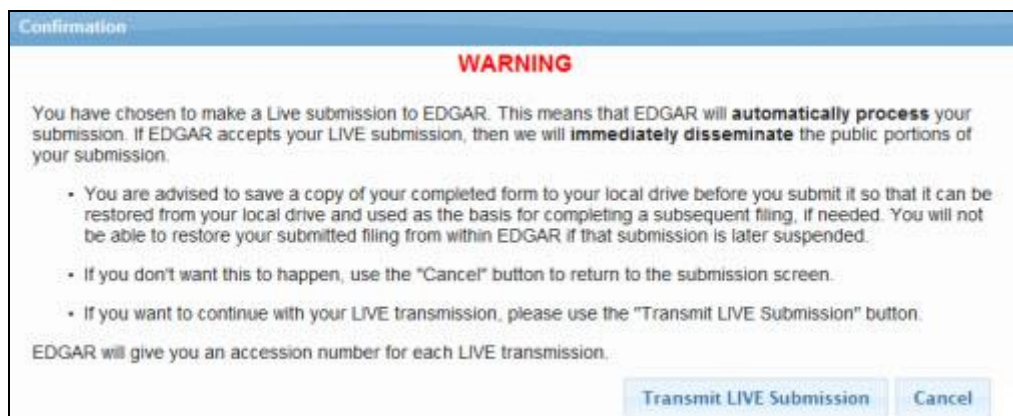 Confirmation
WARNING
You have chosen to make a Live submission to EDGAR. This means that EDGAR will automatically process your
submission. If EDGAR accepts your LIVE submission, then we will immediately disseminate the public portions of
your submission.
• You are advised to save a copy of your completed form to your local drive before you submit it so that it can be
restored from your local drive and used as the basis for completing a subsequent filing, if needed. You will not
be able to restore your submitted filing from within EDGAR if that submission is later suspended.
• If you don't want this to happen, use the "Cancel" button to return to the submission screen.
• If you want to continue with your LIVE transmission, please use the "Transmit LIVE Submission" button.
EDGAR will give you an accession number for each LIVE transmission.
Transmit LIVE Submission Cancel